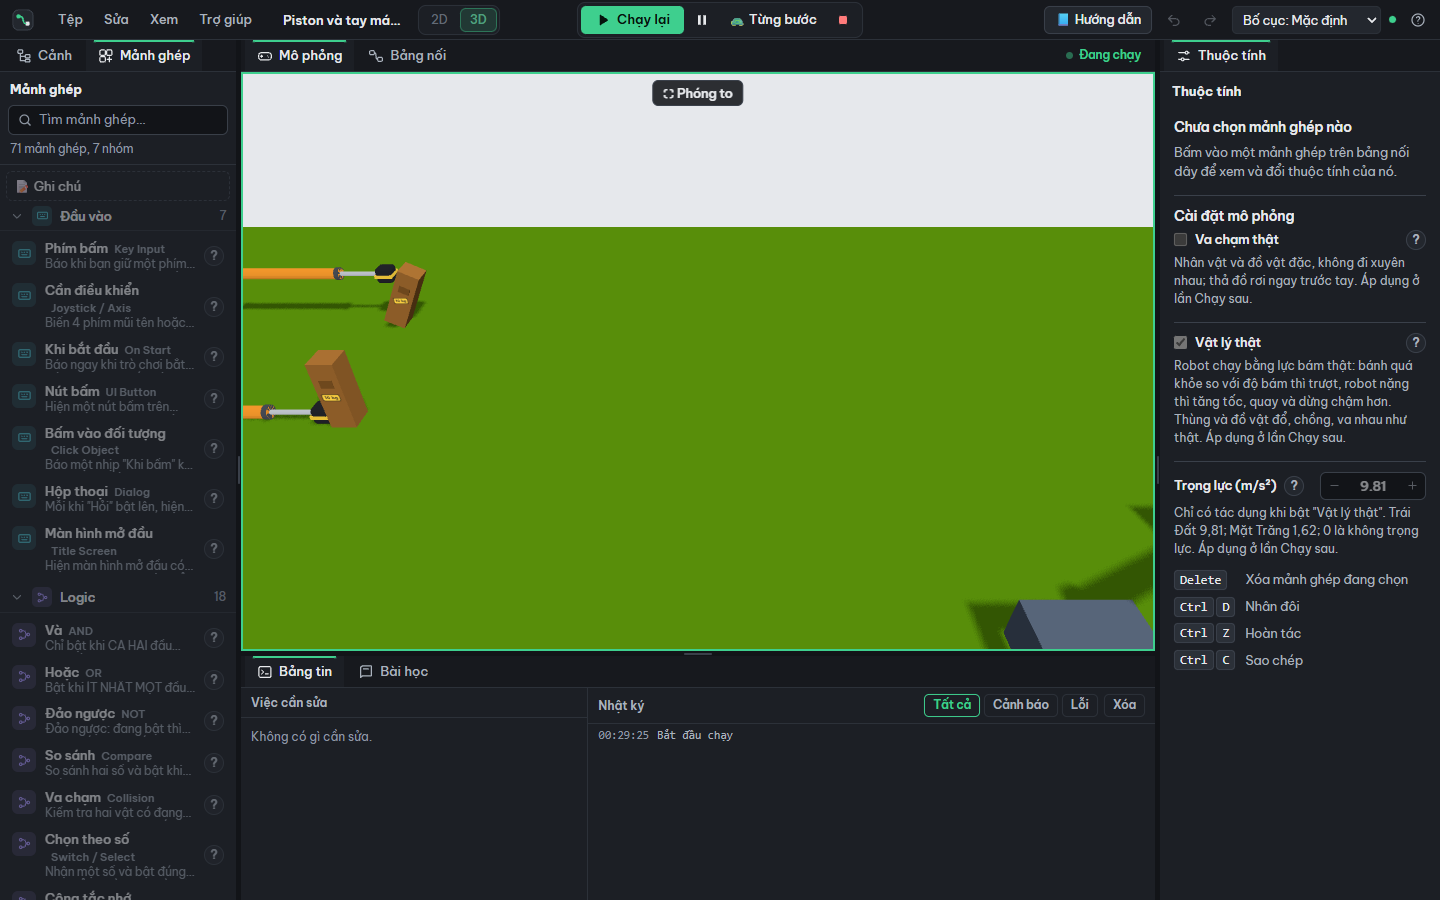 Tệp
Sửa
Xem
Trợ giúp
Piston và tay má...
2D
3D
Chạy lại
Từng bước
Hướng dẫn
Bố cục: Mặc định
Cảnh
Mảnh ghép
Mô phỏng
Bảng nối
Đang chạy
Thuộc tính
Mảnh ghép
Tìm mảnh ghép...
71 mảnh ghép, 7 nhóm
Ghi chú
Đầu vào 7
Phím bấm Key Input
Báo khi bạn giữ một phím...
Cần điều khiển
Joystick / Axis
Biến 4 phím mũi tên hoặc...
Khi bắt đầu On Start
Báo ngay khi trò chơi bắt...
Nút bấm UI Button
Hiện một nút bấm trên...
Bấm vào đối tượng
Click Object
Báo một nhịp "Khi bấm" k...
Hộp thoại Dialog
Mỗi khi "Hỏi" bật lên, hiện...
Màn hình mở đầu
Title Screen
Hiện màn hình mở đầu có...
Logic 18
Và AND
Chỉ bật khi CẢ HAI đầu...
Hoặc OR
Bật khi ÍT NHẤT MỘT đầu...
Đảo ngược NOT
Đảo ngược: đang bật thì...
So sánh Compare
So sánh hai số và bật khi...
Va chạm Collision
Kiểm tra hai vật có đang...
Chọn theo số
Switch / Select
Nhận một số và bật đúng...
Công tắc nhớ
Phóng to
Bảng tin
Bài học
Việc cần sửa
Không có gì cần sửa.
Nhật ký
Tất cả
Cảnh báo
Lỗi
Xóa
00:29:25 Bắt đầu chạy
Thuộc tính
Chưa chọn mảnh ghép nào
Bấm vào một mảnh ghép trên bảng nối
dây để xem và đổi thuộc tính của nó.
Cài đặt mô phỏng
Va chạm thật ?
Nhân vật và đồ vật đặc, không đi xuyên
nhau; thả đồ rơi ngay trước tay. Áp dụng ở
lần Chạy sau.
Vật lý thật ?
Robot chạy bằng lực bám thật: bánh quá
khỏe so với độ bám thì trượt, robot nặng
thì tăng tốc, quay và dừng chậm hơn.
Thùng và đồ vật đổ, chồng, va nhau như
thật. Áp dụng ở lần Chạy sau.
Trọng lực (m/s²) ? − 9.81 +
Chỉ có tác dụng khi bật "Vật lý thật". Trái
Đất 9,81; Mặt Trăng 1,62; 0 là không trọng
lực. Áp dụng ở lần Chạy sau.
Delete Xóa mảnh ghép đang chọn
Ctrl D Nhân đôi
Ctrl Z Hoàn tác
Ctrl C Sao chép